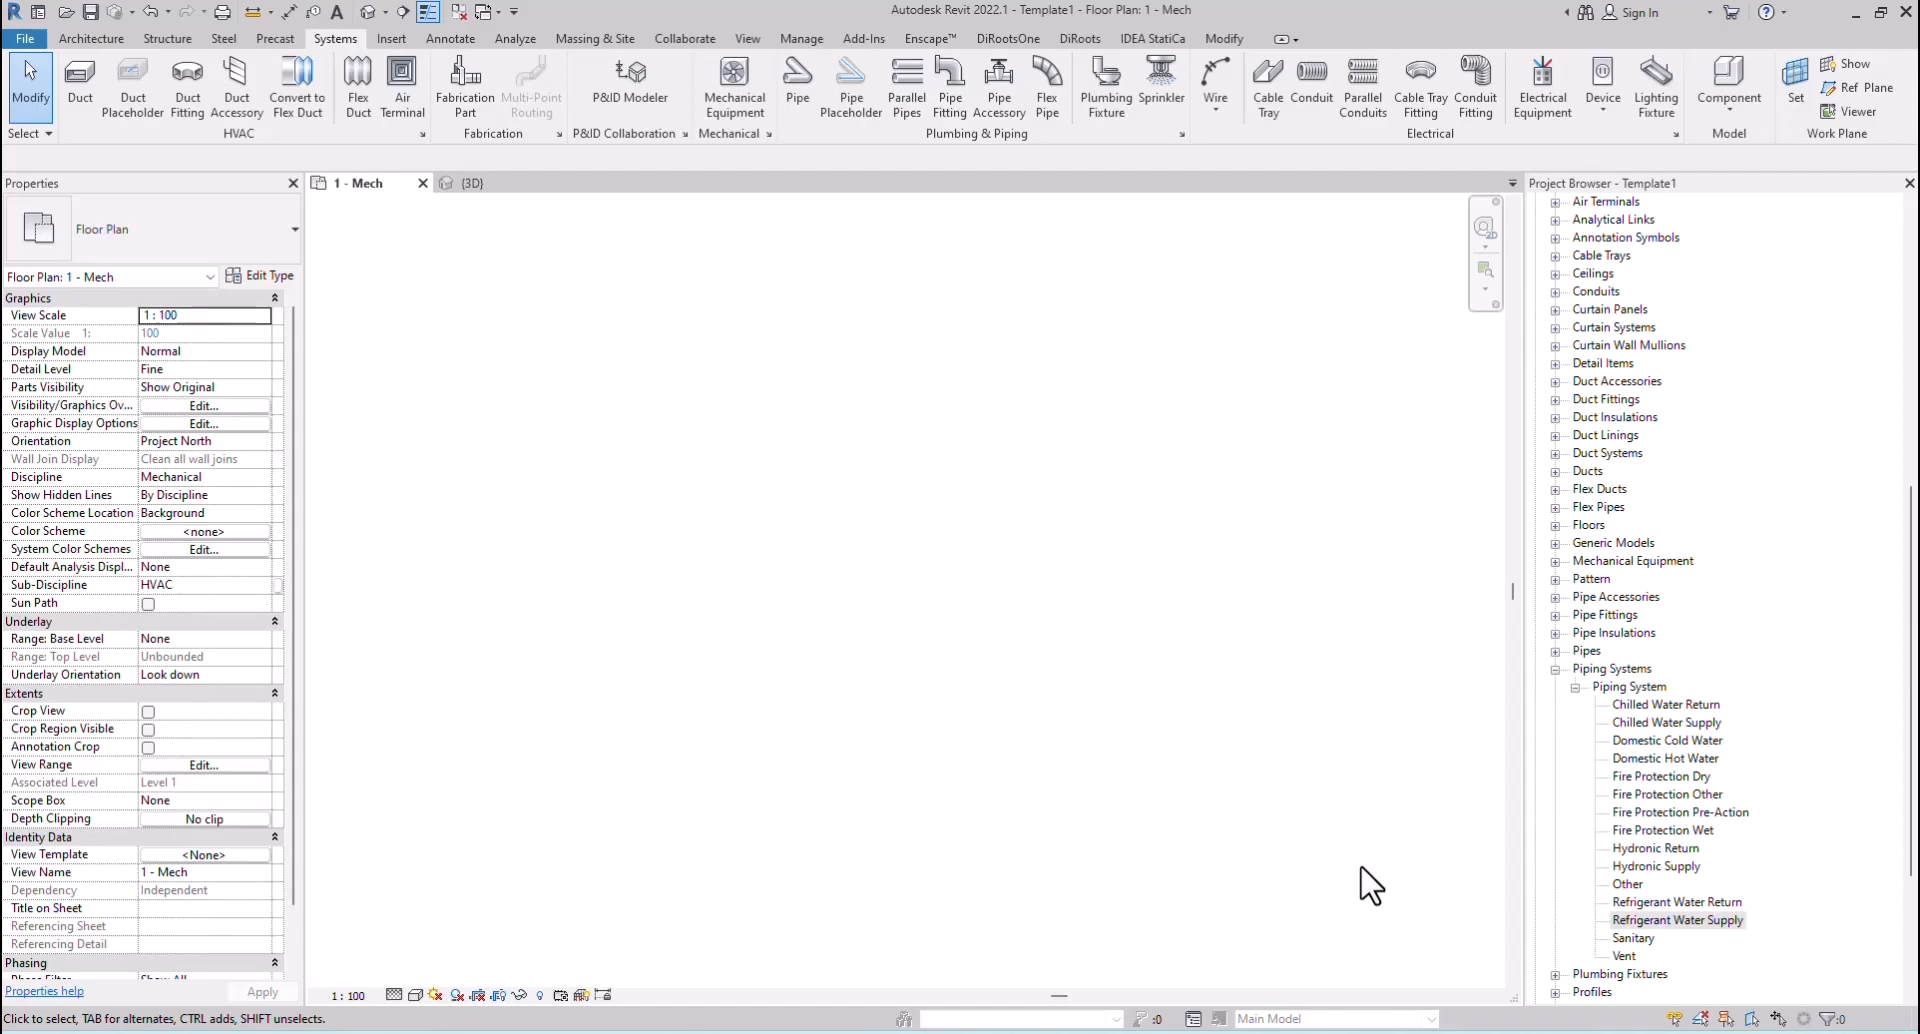 Autodesk Revit 2022.1 - Template1 - Floor Plan: 1 - Mech
Sign In
File
Architecture
Structure
Steel
Precast
Systems
Insert
Annotate
Analyze
Massing & Site
Collaborate
View
Manage
Add-Ins
Enscape™
DiRootsOne
DiRoots
IDEA StatiCa
Modify
Modify
Duct
Duct Placeholder
Duct Fitting
Duct Accessory
Convert to Flex Duct
Flex Duct
Air Terminal
Fabrication Part
Multi-Point Routing
P&ID Modeler
Mechanical Equipment
Pipe
Pipe Placeholder
Parallel Pipes
Pipe Fitting
Pipe Accessory
Flex Pipe
Plumbing Fixture
Sprinkler
Wire
Cable Tray
Conduit
Parallel Conduits
Cable Tray Fitting
Conduit Fitting
Electrical Equipment
Device
Lighting Fixture
Component
Set
Show
Ref Plane
Viewer
Select
HVAC
Fabrication
P&ID Collaboration
Mechanical
Plumbing & Piping
Electrical
Model
Work Plane
Properties
1 - Mech
{3D}
Project Browser - Template1
Floor Plan
Floor Plan: 1 - Mech
Edit Type
Graphics
View Scale 1 : 100
Scale Value 1: 100
Display Model Normal
Detail Level Fine
Parts Visibility Show Original
Visibility/Graphics Ov... Edit...
Graphic Display Options Edit...
Orientation Project North
Wall Join Display Clean all wall joins
Discipline Mechanical
Show Hidden Lines By Discipline
Color Scheme Location Background
Color Scheme <none>
System Color Schemes Edit...
Default Analysis Displ... None
Sub-Discipline HVAC
Sun Path
Underlay
Range: Base Level None
Range: Top Level Unbounded
Underlay Orientation Look down
Extents
Crop View
Crop Region Visible
Annotation Crop
View Range Edit...
Associated Level Level 1
Scope Box None
Depth Clipping No clip
Identity Data
View Template <None>
View Name 1 - Mech
Dependency Independent
Title on Sheet
Referencing Sheet
Referencing Detail
Phasing
Phase Filter Show All
Properties help
Apply
2D
Air Terminals
Analytical Links
Annotation Symbols
Cable Trays
Ceilings
Conduits
Curtain Panels
Curtain Systems
Curtain Wall Mullions
Detail Items
Duct Accessories
Duct Fittings
Duct Insulations
Duct Linings
Duct Systems
Ducts
Flex Ducts
Flex Pipes
Floors
Generic Models
Mechanical Equipment
Pattern
Pipe Accessories
Pipe Fittings
Pipe Insulations
Pipes
Piping Systems
Piping System
Chilled Water Return
Chilled Water Supply
Domestic Cold Water
Domestic Hot Water
Fire Protection Dry
Fire Protection Other
Fire Protection Pre-Action
Fire Protection Wet
Hydronic Return
Hydronic Supply
Other
Refrigerant Water Return
Refrigerant Water Supply
Sanitary
Vent
Plumbing Fixtures
Profiles
1 : 100
Click to select, TAB for alternates, CTRL adds, SHIFT unselects.
:0
Main Model
:0